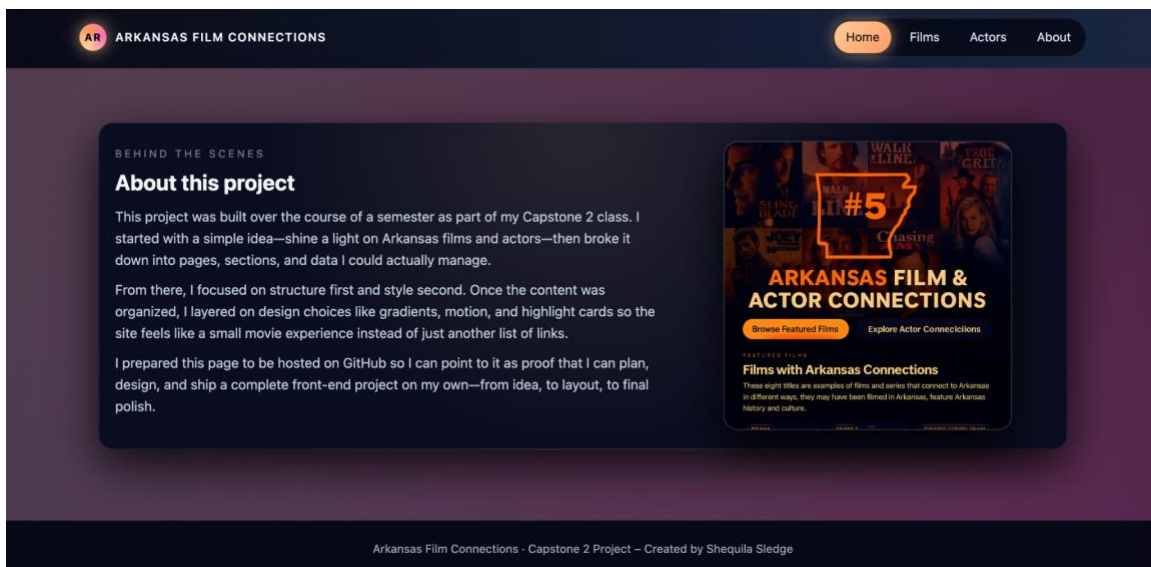 AR ARKANSAS FILM CONNECTIONS
Home Films Actors About
BEHIND THE SCENES
About this project
This project was built over the course of a semester as part of my Capstone 2 class. I
started with a simple idea—shine a light on Arkansas films and actors—then broke it
down into pages, sections, and data I could actually manage.
From there, I focused on structure first and style second. Once the content was
organized, I layered on design choices like gradients, motion, and highlight cards so the
site feels like a small movie experience instead of just another list of links.
I prepared this page to be hosted on GitHub so I can point to it as proof that I can plan,
design, and ship a complete front-end project on my own—from idea, to layout, to final
polish.
WALK
LINE
TRUE
GRIT
SLING
BLADE
WALK
LINE
#5
JOEY
Chasing
ARKANSAS FILM &
ACTOR CONNECTIONS
Browse Featured Films
Explore Actor Conneciciions
FEATURED FILMS
Films with Arkansas Connections
These eight titles are examples of films and series that connect to Arkansas
in different ways, they may have been filmed in Arkansas, feature Arkansas
history and culture.
Arkansas Film Connections · Capstone 2 Project – Created by Shequila Sledge